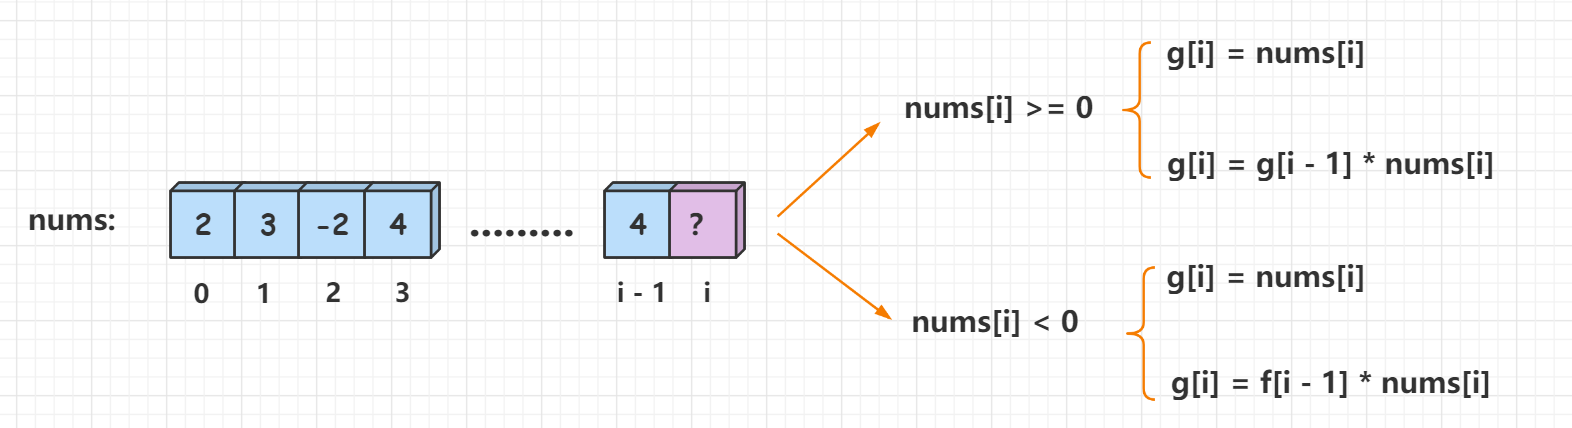 nums:
2 3 -2 4 ......... 4 ?
0 1 2 3 i - 1 i
nums[i] >= 0
g[i] = nums[i]
g[i] = g[i - 1] * nums[i]
nums[i] < 0
g[i] = nums[i]
g[i] = f[i - 1] * nums[i]